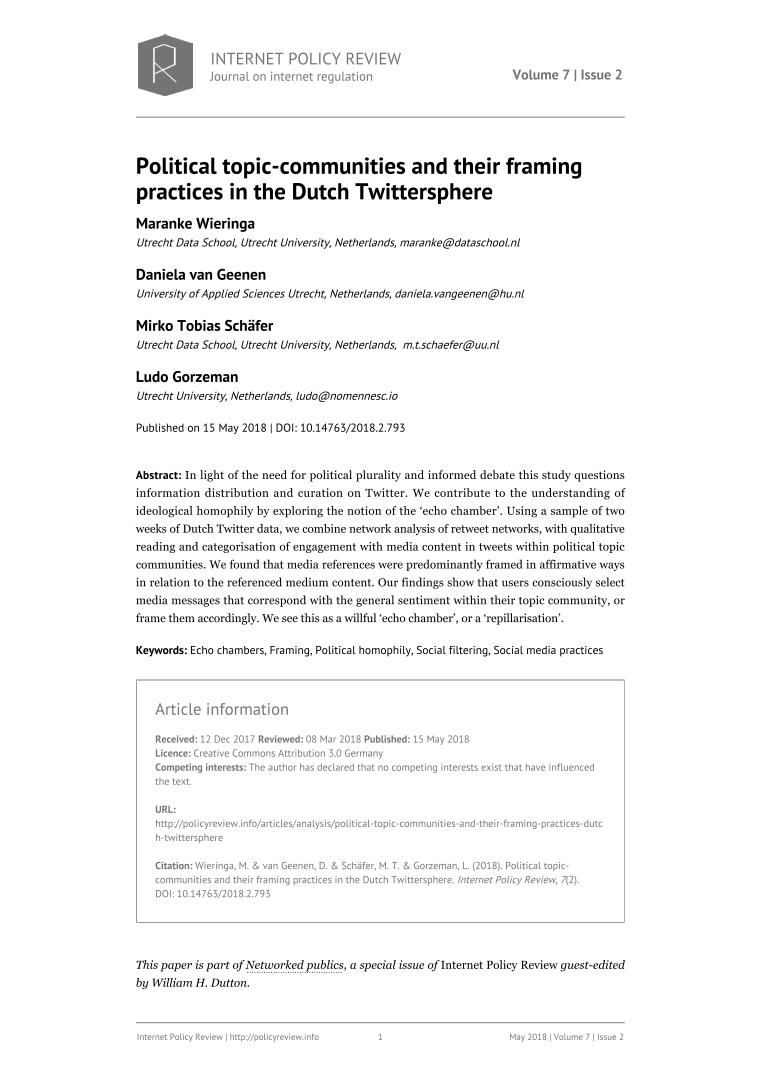 INTERNET POLICY REVIEW
Journal on internet regulation
Volume 7 | Issue 2
Political topic-communities and their framing
practices in the Dutch Twittersphere
Maranke Wieringa
Utrecht Data School, Utrecht University, Netherlands, maranke@dataschool.nl
Daniela van Geenen
University of Applied Sciences Utrecht, Netherlands, daniela.vangeenen@hu.nl
Mirko Tobias Schäfer
Utrecht Data School, Utrecht University, Netherlands, m.t.schaefer@uu.nl
Ludo Gorzeman
Utrecht University, Netherlands, ludo@nomennesc.io
Published on 15 May 2018 | DOI: 10.14763/2018.2.793
Abstract: In light of the need for political plurality and informed debate this study questions
information distribution and curation on Twitter. We contribute to the understanding of
ideological homophily by exploring the notion of the ‘echo chamber’. Using a sample of two
weeks of Dutch Twitter data, we combine network analysis of retweet networks, with qualitative
reading and categorisation of engagement with media content in tweets within political topic
communities. We found that media references were predominantly framed in affirmative ways
in relation to the referenced medium content. Our findings show that users consciously select
media messages that correspond with the general sentiment within their topic community, or
frame them accordingly. We see this as a willful ‘echo chamber’, or a ‘repillarisation’.
Keywords: Echo chambers, Framing, Political homophily, Social filtering, Social media practices
Article information
Received: 12 Dec 2017 Reviewed: 08 Mar 2018 Published: 15 May 2018
Licence: Creative Commons Attribution 3.0 Germany
Competing interests: The author has declared that no competing interests exist that have influenced
the text.
URL:
http://policyreview.info/articles/analysis/political-topic-communities-and-their-framing-practices-dutc
h-twittersphere
Citation: Wieringa, M. & van Geenen, D. & Schäfer, M. T. & Gorzeman, L. (2018). Political topic-
communities and their framing practices in the Dutch Twittersphere. Internet Policy Review, 7(2).
DOI: 10.14763/2018.2.793
This paper is part of Networked publics, a special issue of Internet Policy Review guest-edited
by William H. Dutton.
Internet Policy Review | http://policyreview.info
1
May 2018 | Volume 7 | Issue 2